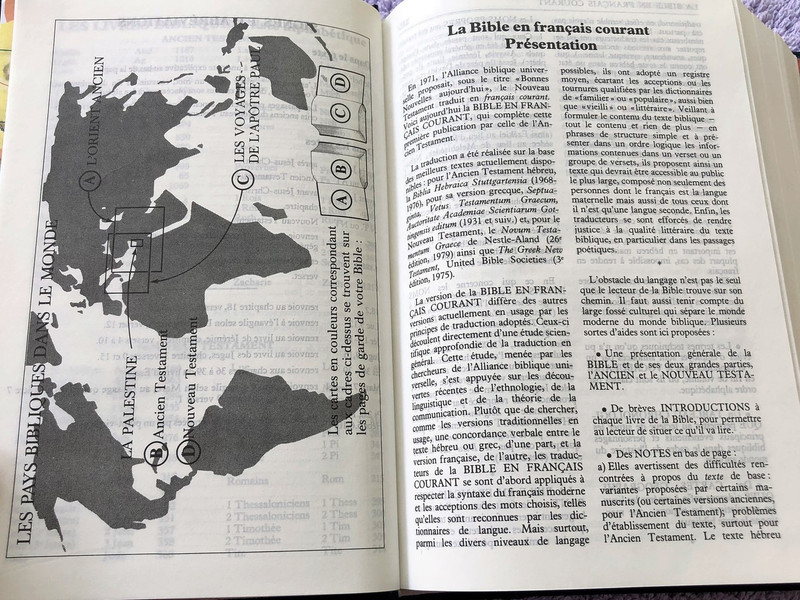 LES PAYS BIBLIQUES DANS LE MONDE
A L'ORIENT ANCIEN
C LES VOYAGES
DE L'APÔTRE PAUL
LA PALESTINE
B Ancien Testament
D Nouveau Testament
A B C D
Les cartes en couleurs correspondant
aux cadres ci-dessus se trouvent sur
les pages de garde de votre Bible :
La Bible en français courant
Présentation
En 1971, l'Alliance biblique univer-
selle proposait, sous le titre «Bonnes
Nouvelles aujourd'hui», le Nouveau
Testament traduit en français courant.
Voici aujourd'hui la BIBLE EN FRAN-
ÇAIS COURANT, qui complète cette
première publication par celle de l'An-
cien Testament.
La traduction a été réalisée sur la base
des meilleurs textes actuellement dispo-
nibles : pour l'Ancien Testament hébreu,
la Biblia Hebraica Stuttgartensia (1968-
1976), pour sa version grecque, Septua-
ginta, Vetus Testamentum Graecum,
Auctoritate Academiae Scientiarum Got-
tingensis editum (1931 et suiv.) et, pour le
Nouveau Testament, le Novum Testa-
mentum Graece de Nestle-Aland (26e
édition, 1979) ainsi que The Greek New
Testament, United Bible Societies (3e
édition, 1975).
La version de la BIBLE EN FRAN-
ÇAIS COURANT diffère des autres
versions actuellement en usage par les
principes de traduction adoptés. Ceux-ci
découlent directement d'une étude scien-
tifique approfondie de la traduction en
général. Cette étude, menée par les
chercheurs de l'Alliance biblique uni-
verselle, s'est appuyée sur les décou-
vertes récentes de l'ethnologie, de la
linguistique et de la théorie de la
communication. Plutôt que de chercher,
comme les versions traditionnelles en
usage, une concordance verbale entre le
texte hébreu ou grec, d'une part, et la
version française, de l'autre, les traduc-
teurs de la BIBLE EN FRANÇAIS
COURANT se sont d'abord appliqués à
respecter la syntaxe du français moderne
et les acceptions des mots choisis, telles
qu'elles sont reconnues par les dic-
tionnaires de langue. Mais surtout,
parmi les divers niveaux de langage
possibles, ils ont adopté un registre
moyen, écartant les acceptions ou les
tournures qualifiées par les dictionnaires
de «familier» ou «populaire», aussi bien
que «vieilli» ou «littéraire». Veillant à
formuler le contenu du texte biblique –
tout le contenu et rien de plus – en
phrases de structure simple et à pré-
senter dans un ordre logique les infor-
mations contenues dans un verset ou un
groupe de versets, ils proposent ainsi un
texte qui devrait être accessible au public
le plus large, composé non seulement des
personnes dont le français est la langue
maternelle mais aussi de tous ceux dont
il n'est qu'une langue seconde. Enfin, les
traducteurs se sont efforcés de rendre
justice à la qualité littéraire du texte
biblique, en particulier dans les passages
poétiques.
*
L'obstacle du langage n'est pas le seul
que le lecteur de la Bible trouve sur son
chemin. Il faut aussi tenir compte du
large fossé culturel qui sépare le monde
moderne du monde biblique. Plusieurs
sortes d'aides sont ici proposées :
● Une présentation générale de la
BIBLE et de ses deux grandes parties,
l'ANCIEN et le NOUVEAU TESTA-
MENT.
● De brèves INTRODUCTIONS à
chaque livre de la Bible, pour permettre
au lecteur de situer ce qu'il va lire.
● Des NOTES en bas de page :
a) Elles avertissent des difficultés ren-
contrées à propos du texte de base :
variantes proposées par certains ma-
nuscrits (ou certaines versions anciennes,
pour l'Ancien Testament); problèmes
d'établissement du texte, surtout pour
l'Ancien Testament. Le texte hébreu